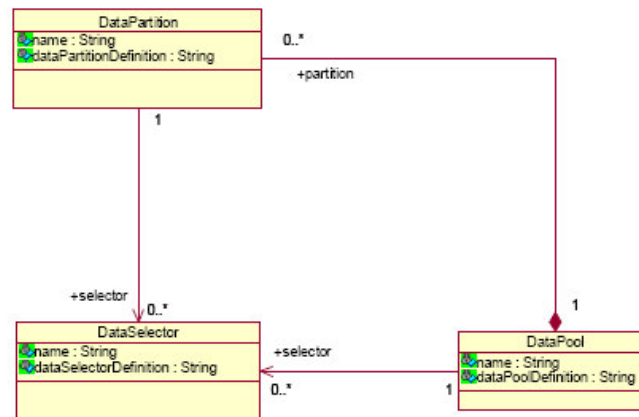 DataPartition
name : String
dataPartitionDefinition : String
0..*
+partition
1
+selector
0..*
DataSelector
name : String
dataSelectorDefinition : String
+selector
0..*
1
1
DataPool
name : String
dataPoolDefinition : String